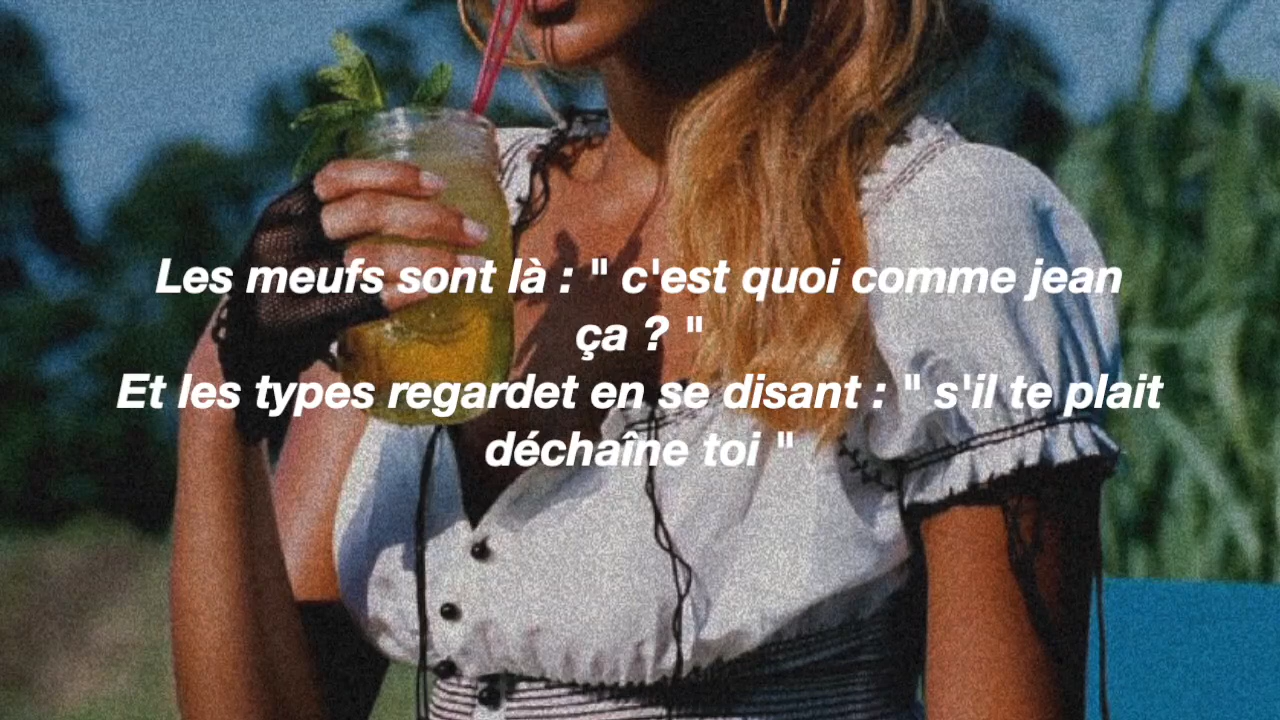 Les meufs sont là : " c'est quoi comme jean
ça ? "
Et les types regardet en se disant : " s'il te plait
déchaîne toi "